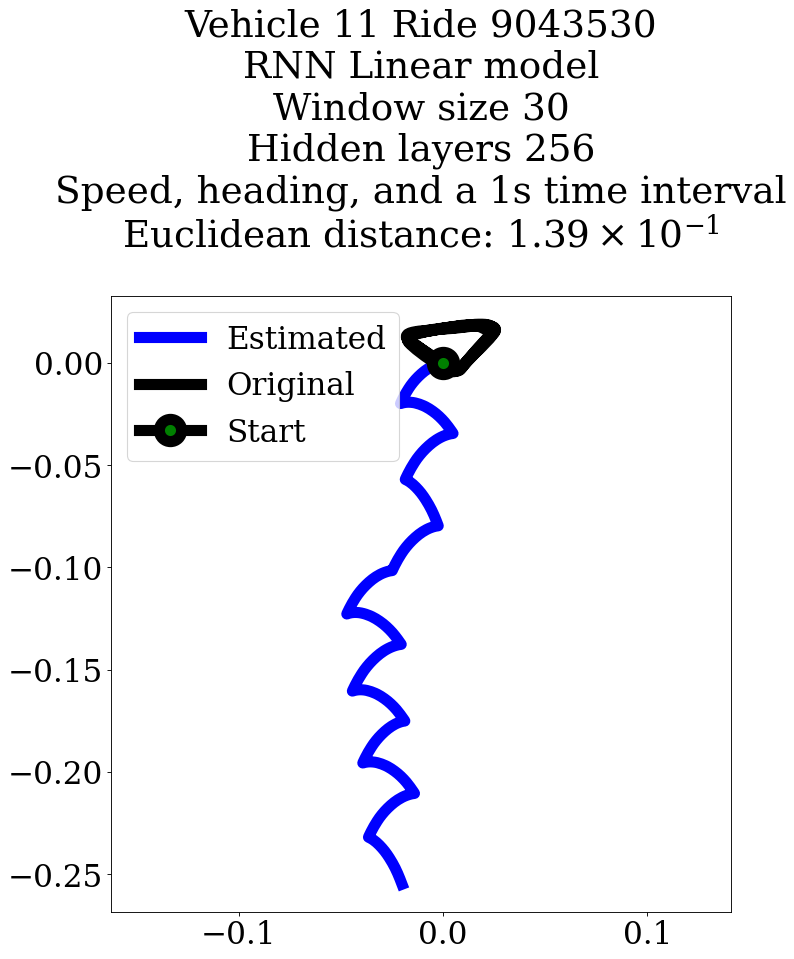 Vehicle 11 Ride 9043530
RNN Linear model
Window size 30
Hidden layers 256
Speed, heading, and a 1s time interval
Euclidean distance: 1.39 × 10⁻¹
Estimated
Original
Start
0.00
−0.05
−0.10
−0.15
−0.20
−0.25
−0.1
0.0
0.1